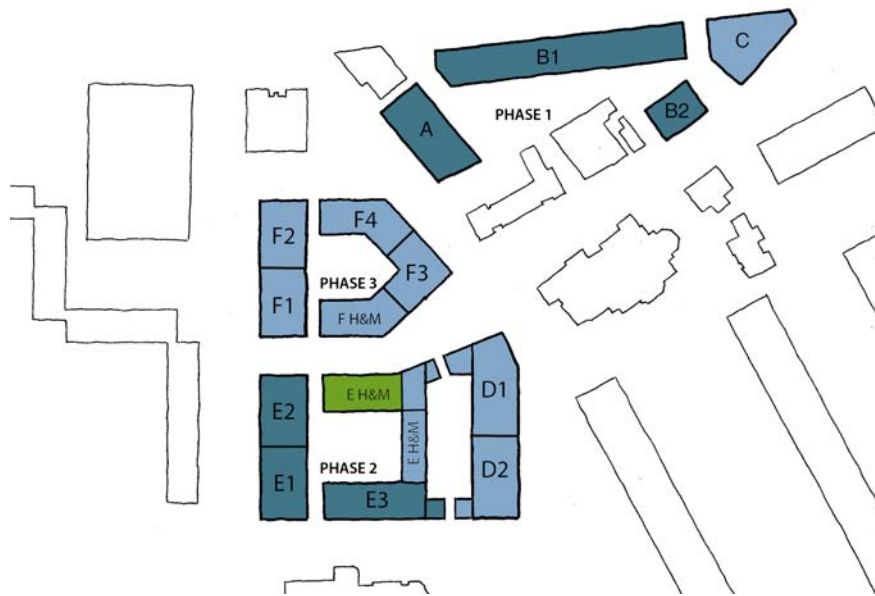 B1
C
A
PHASE 1
B2
F2
F4
F3
PHASE 3
F1
F H&M
E H&M
D1
E2
E H&M
PHASE 2
D2
E1
E3